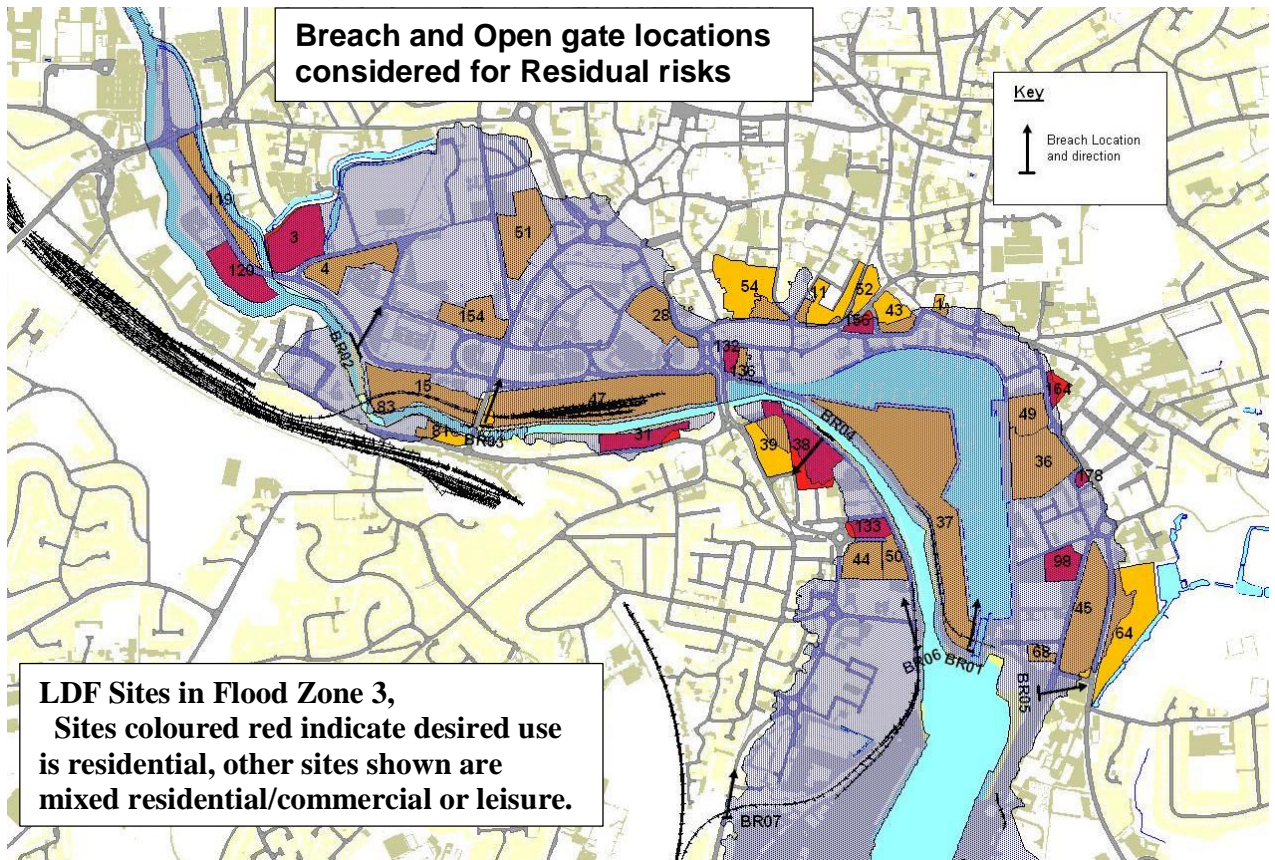 Breach and Open gate locations
considered for Residual risks
Key
Breach Location
and direction
119
3
120
4
51
154
28
54
11
52
43
1
156
132
136
BR02
15
83
47
81
BR03
31
39
38
BR04
164
49
36
178
37
133
44
50
98
45
64
68
BR06
BR01
BR05
BR07
LDF Sites in Flood Zone 3,
Sites coloured red indicate desired use
is residential, other sites shown are
mixed residential/commercial or leisure.